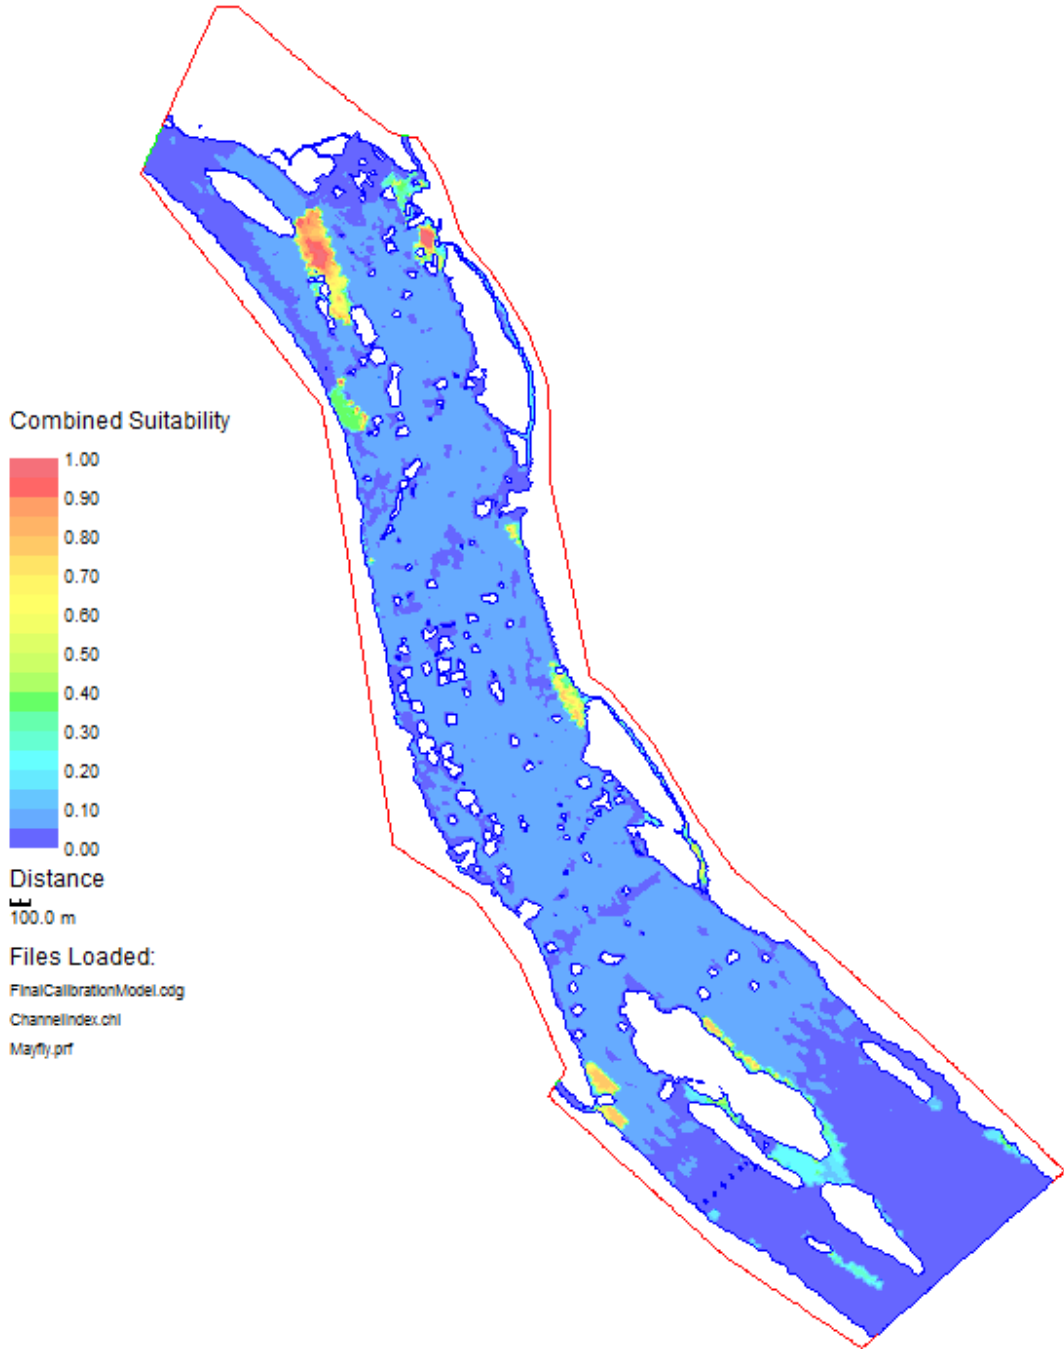 Combined Suitability
1.00
0.90
0.80
0.70
0.60
0.50
0.40
0.30
0.20
0.10
0.00
Distance
100.0 m
Files Loaded:
FinalCalibrationModel.cdg
ChannelIndex.chi
Mayfly.prf